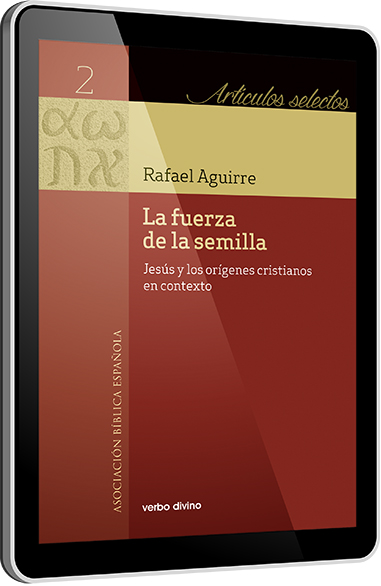 2
Artículos selectos
αω
אח
Rafael Aguirre
La fuerza
de la semilla
Jesús y los orígenes cristianos
en contexto
ASOCIACIÓN BÍBLICA ESPAÑOLA
verbo divino